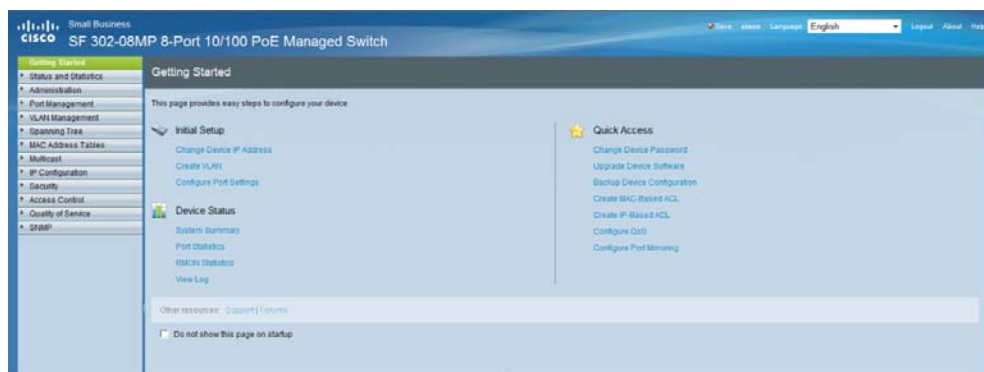 Small Business
CISCO SF 302-08MP 8-Port 10/100 PoE Managed Switch
Save Language English Logout About Help
Getting Started
Status and Statistics
Administration
Port Management
VLAN Management
Spanning Tree
MAC Address Tables
Multicast
IP Configuration
Security
Access Control
Quality of Service
SNMP
Getting Started
This page provides easy steps to configure your device
Initial Setup
Change Device IP Address
Create VLAN
Configure Port Settings
Device Status
System Summary
Port Statistics
RMON Statistics
View Log
Quick Access
Change Device Password
Upgrade Device Software
Backup Device Configuration
Create MAC-Based ACL
Create IP-Based ACL
Configure QoS
Configure Port Mirroring
Other resources: Support | Forums
Do not show this page on startup